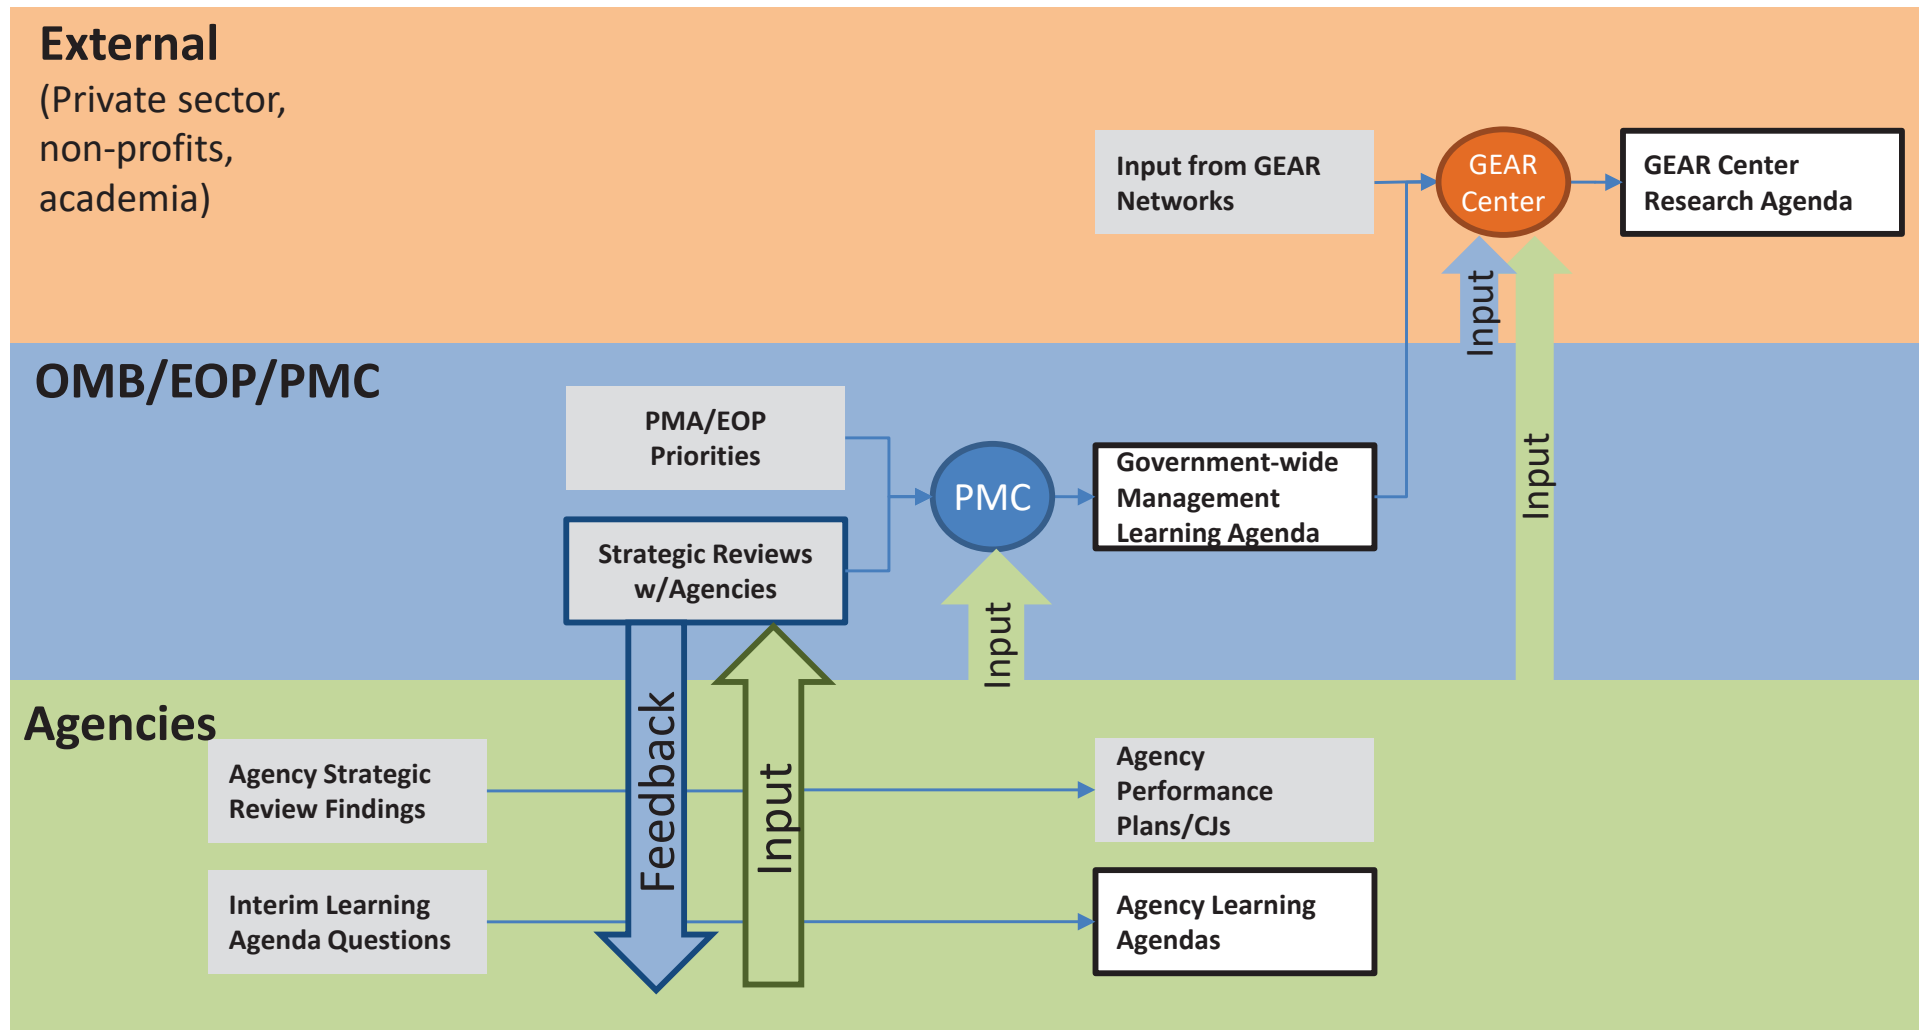 External
(Private sector,
non-profits,
academia)
Input from GEAR
Networks
GEAR
Center
GEAR Center
Research Agenda
Input
OMB/EOP/PMC
PMA/EOP
Priorities
PMC
Government-wide
Management
Learning Agenda
Input
Strategic Reviews
w/Agencies
Input
Agencies
Feedback
Input
Agency Strategic
Review Findings
Agency
Performance
Plans/CJs
Interim Learning
Agenda Questions
Agency Learning
Agendas